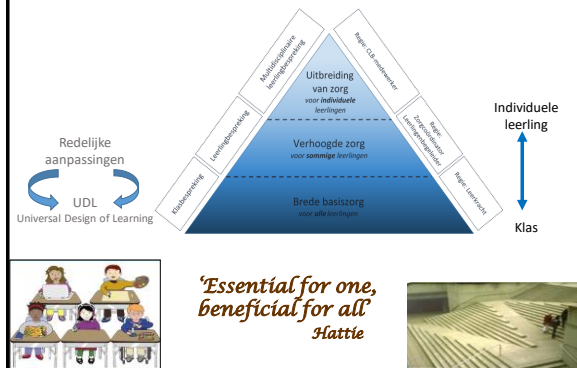 Multidisciplinaire
leerlingbespreking
Regie: CLB-medewerker
Uitbreiding
van zorg
voor individuele
leerlingen
Leerlingbespreking
Regie:
Zorgcoördinator
Leerlingenbegeleider
Verhoogde zorg
voor sommige leerlingen
Klasbespreking
Regie: Leerkracht
Brede basiszorg
voor alle leerlingen
Individuele
leerling
Klas
Redelijke
aanpassingen
UDL
Universal Design of Learning
‘Essential for one,
beneficial for all’
Hattie